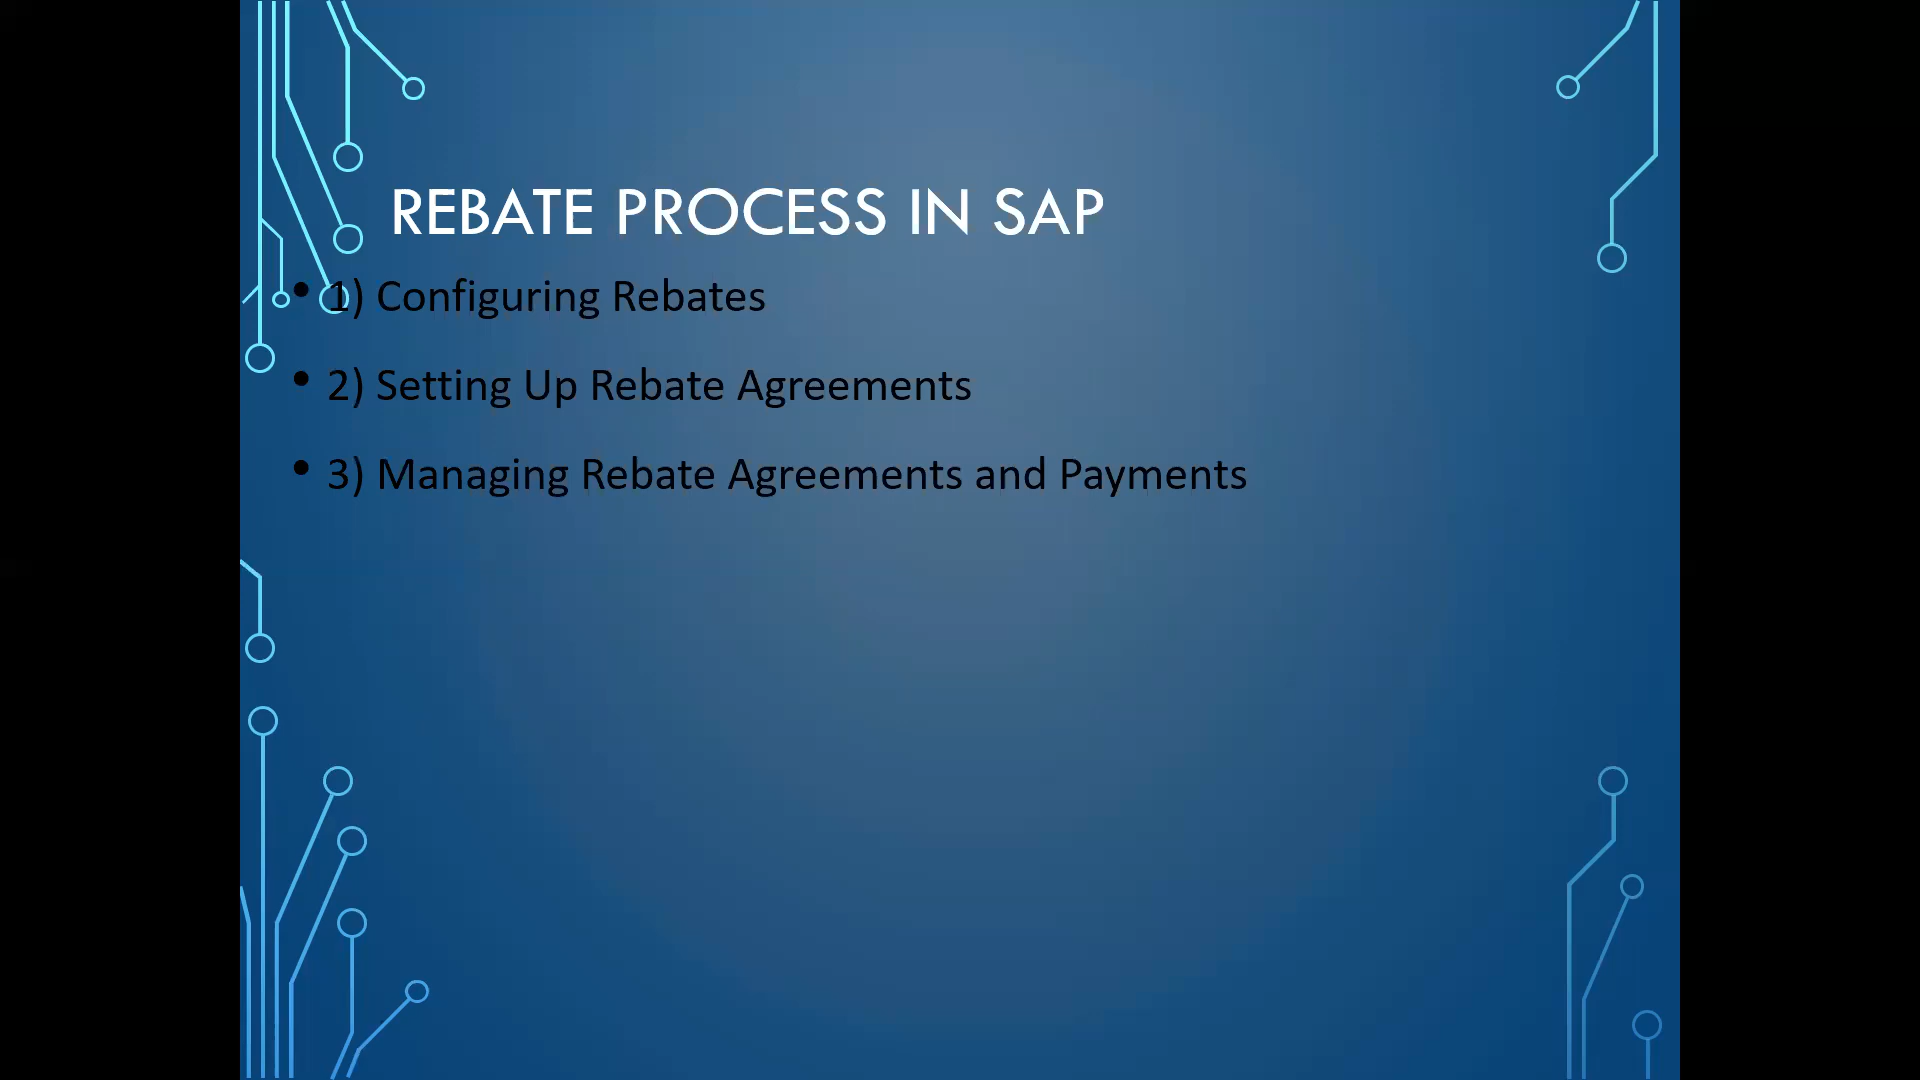 REBATE PROCESS IN SAP
• 1) Configuring Rebates
• 2) Setting Up Rebate Agreements
• 3) Managing Rebate Agreements and Payments